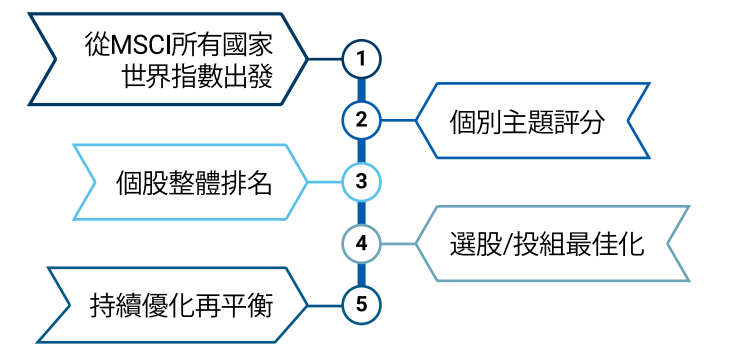 從MSCI所有國家
世界指數出發
1
2
個別主題評分
個股整體排名
3
4
選股/投組最佳化
持續優化再平衡
5